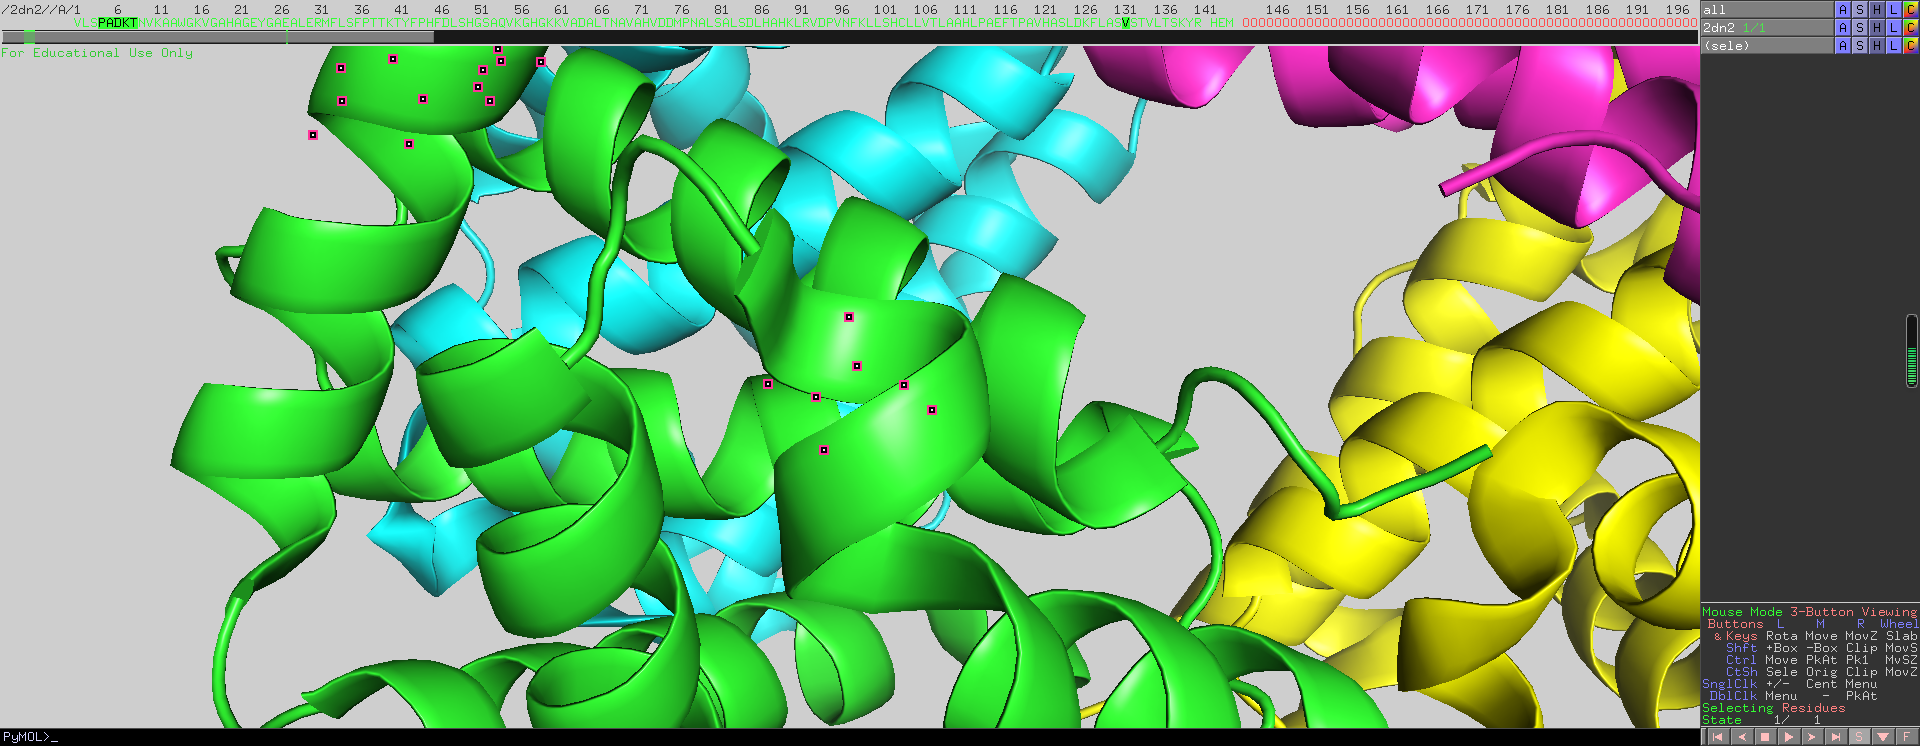 /2dn2//A/1 6 11 16 21 26 31 36 41 46 51 56 61 66 71 76 81 86 91 96 101 106 111 116 121 126 131 136 141 146 151 156 161 166 171 176 181 186 191 196
VLSPADKTNVKAAWGKVGAHAGEYGAEALERMFLSFPTTKTYFPHFDLSHGSAQVKGHGKKVADALTNAVAHVDDMPNALSALSDLHAHKLRVDPVNFKLLSHCLLVTLAAHLPAEFTPAVHASLDKFLASVSTVLTSKYR HEM
For Educational Use Only
all A S H L C
2dn2 1/1 A S H L C
(sele) A S H L C
Mouse Mode 3-Button Viewing
Buttons L M R Wheel
& Keys Rota Move MovZ Slab
Shft +Box -Box Clip MovS
Ctrl Move PkAt Pk1 MvSZ
CtSh Sele Orig Clip MovZ
SnglClk +/- Cent Menu
DblClk Menu - PkAt
Selecting Residues
State 1/ 1
PyMOL>_
S F